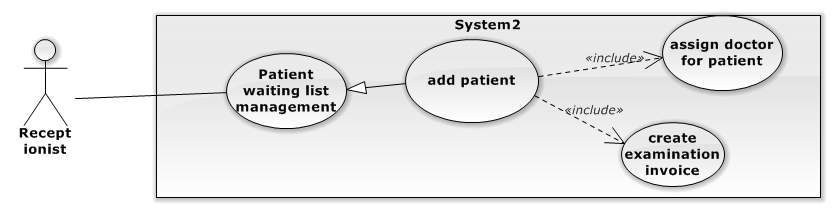 System2
Patient
waiting list
management
add patient
«include»
assign doctor
for patient
«include»
create
examination
invoice
Recept
ionist